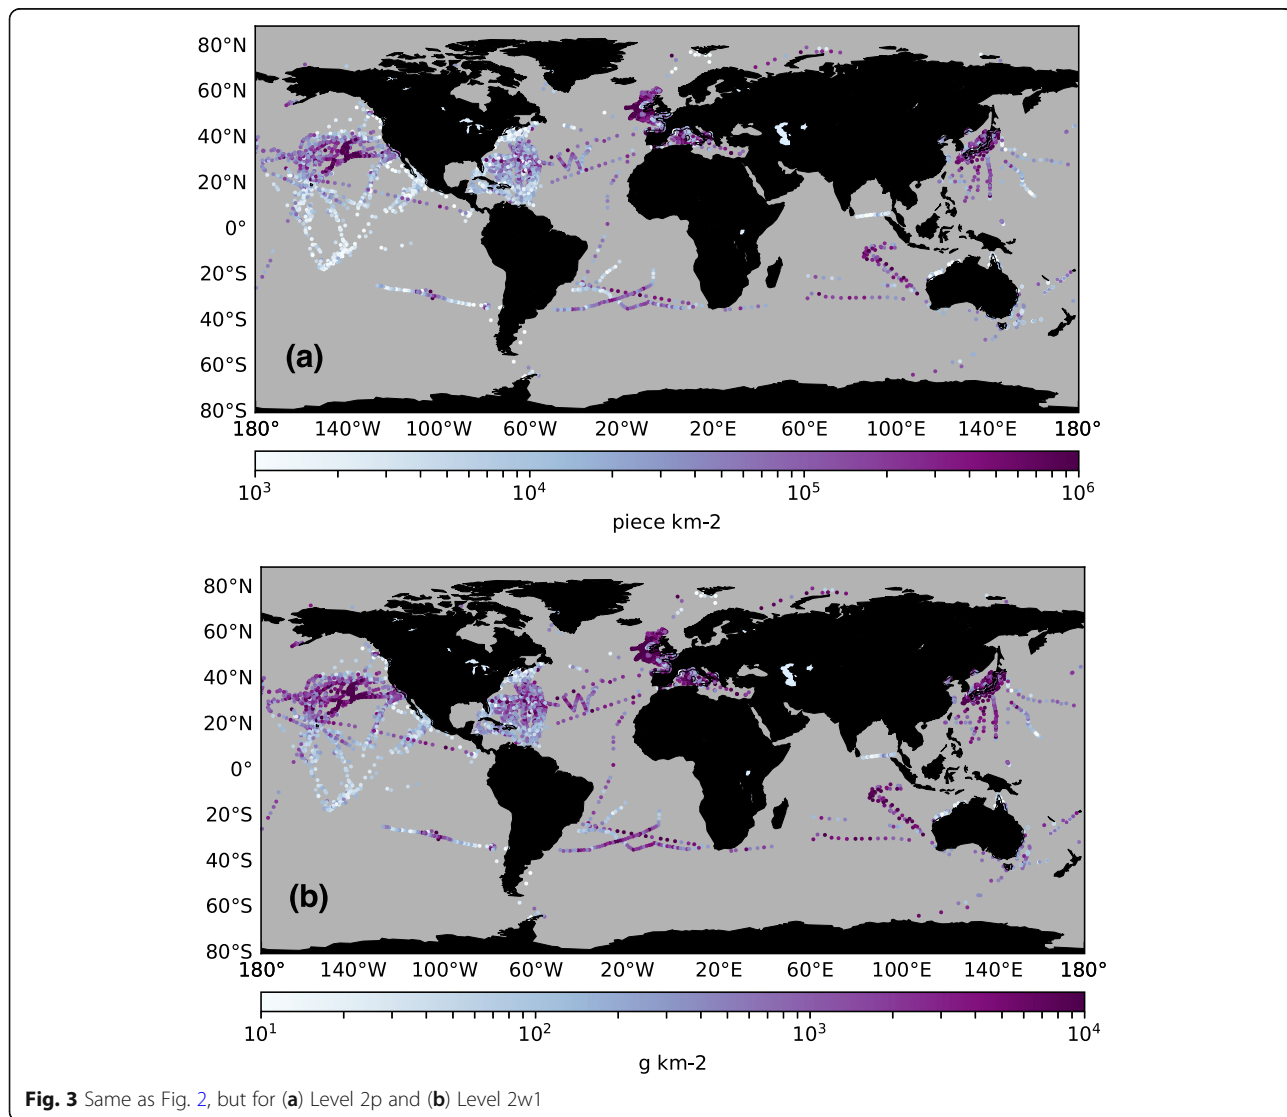 80°N
60°N
40°N
20°N
0°
20°S
40°S
60°S
80°S
(a)
180° 140°W 100°W 60°W 20°W 20°E 60°E 100°E 140°E 180°
10³ 10⁴ 10⁵ 10⁶
piece km-2
80°N
60°N
40°N
20°N
0°
20°S
40°S
60°S
80°S
(b)
180° 140°W 100°W 60°W 20°W 20°E 60°E 100°E 140°E 180°
10¹ 10² 10³ 10⁴
g km-2
Fig. 3 Same as Fig. 2, but for (a) Level 2p and (b) Level 2w1